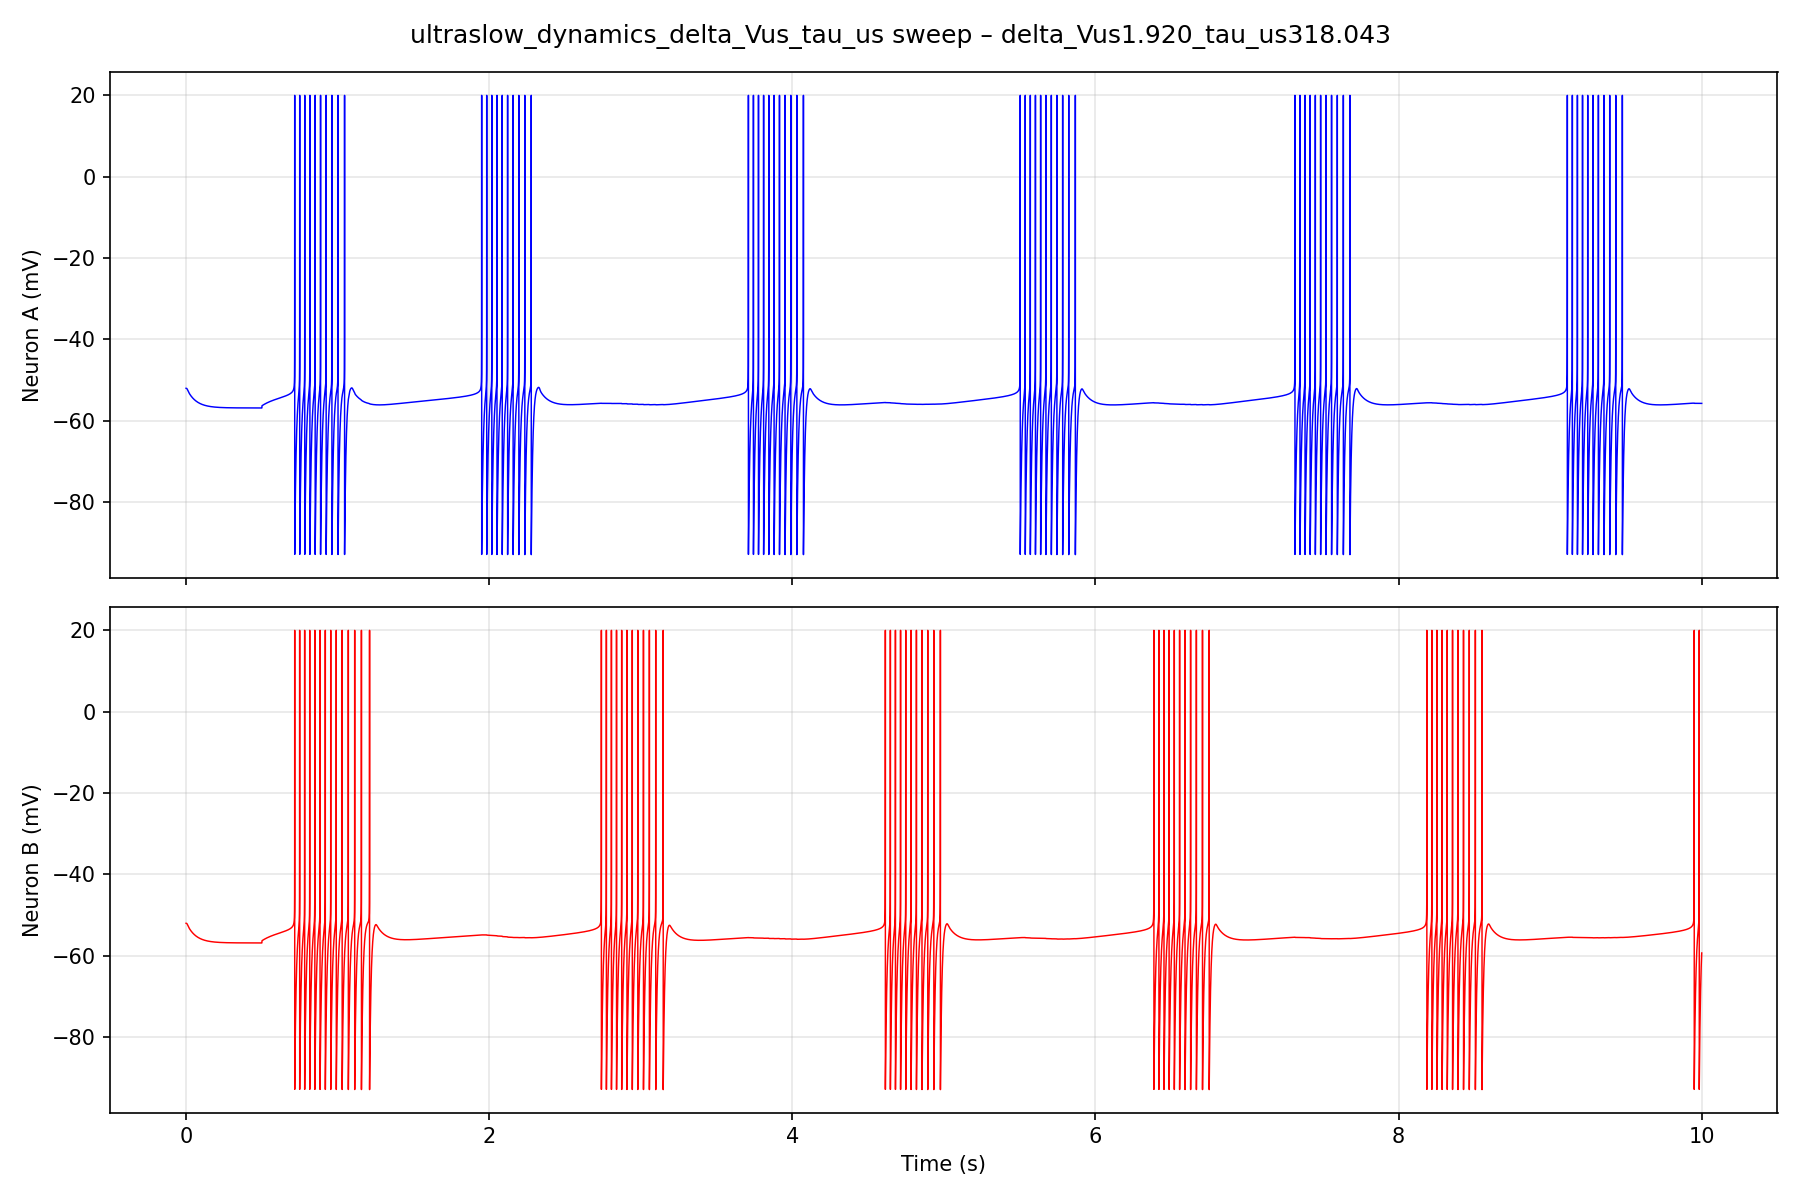 ultraslow_dynamics_delta_Vus_tau_us sweep – delta_Vus1.920_tau_us318.043
20
0
−20
−40
−60
−80
Neuron A (mV)
20
0
−20
−40
−60
−80
Neuron B (mV)
0 2 4 6 8 10
Time (s)